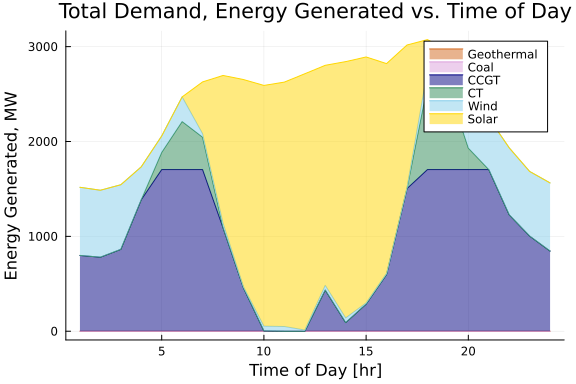 Total Demand, Energy Generated vs. Time of Day
Energy Generated, MW
3000
2000
1000
0
Geothermal
Coal
CCGT
CT
Wind
Solar
5
10
15
20
Time of Day [hr]